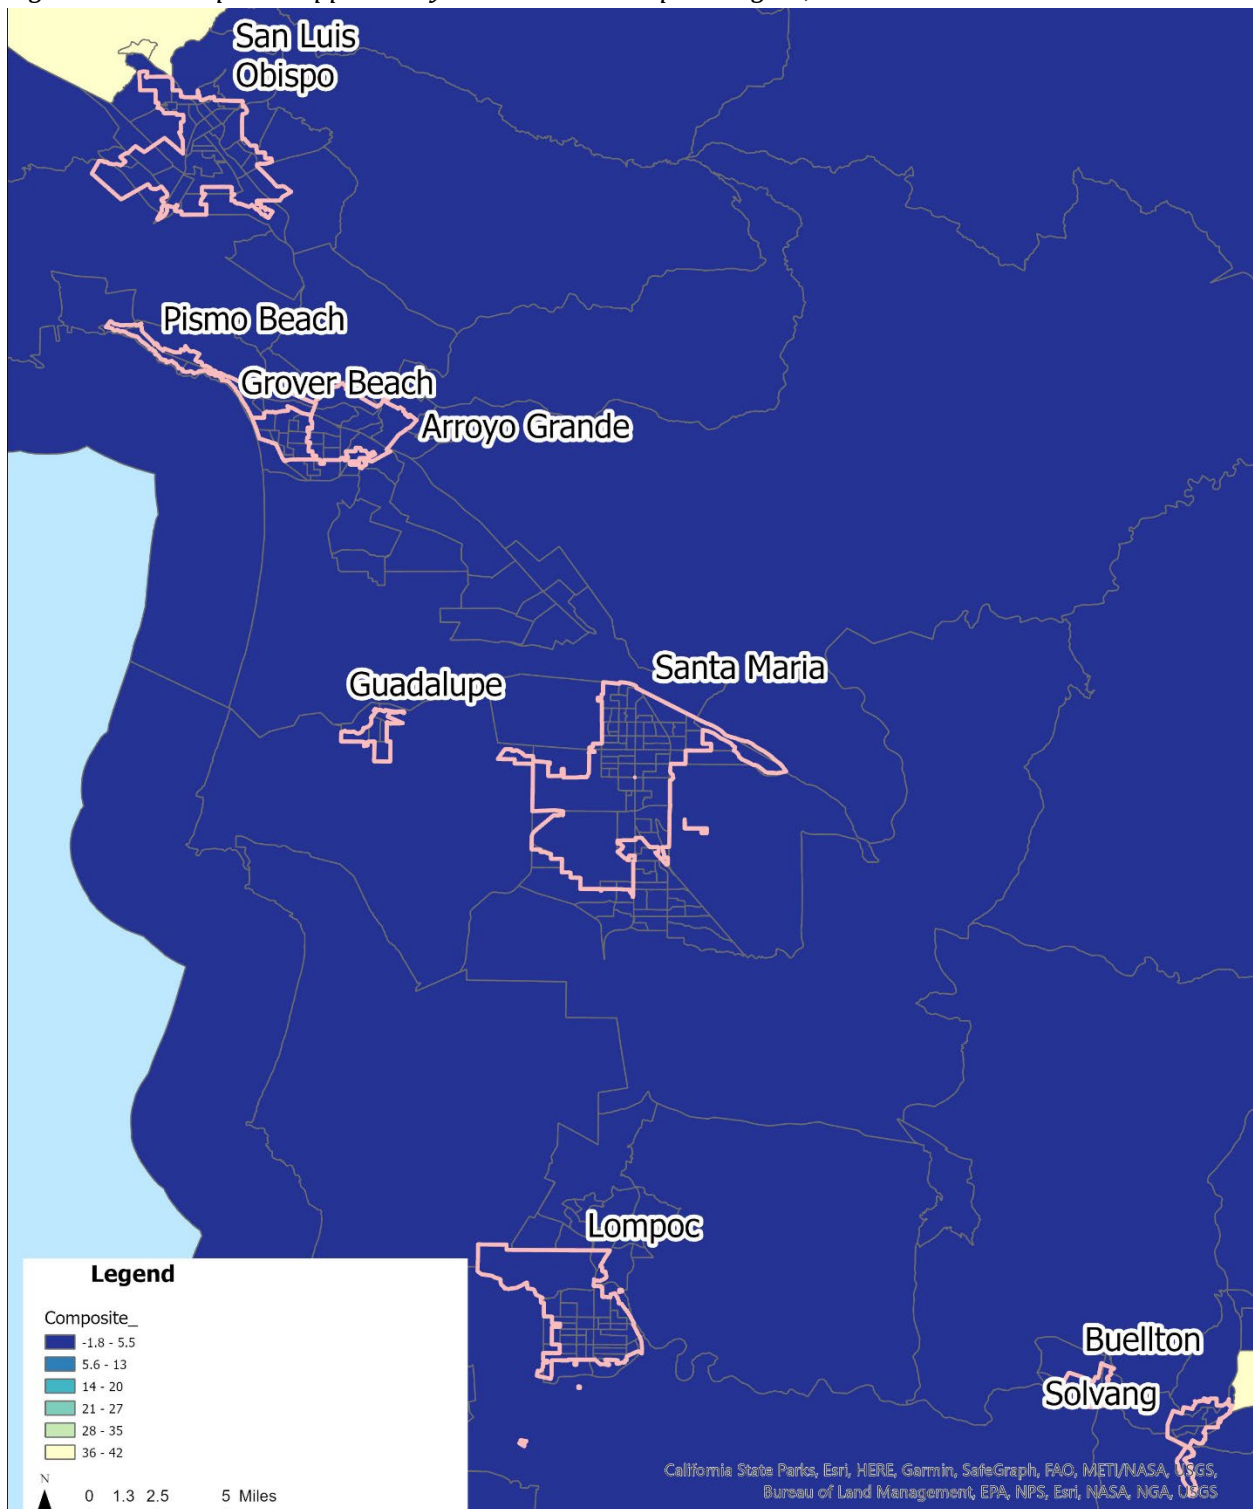 San Luis
Obispo
Pismo Beach
Grover Beach
Arroyo Grande
Santa Maria
Guadalupe
Lompoc
Buellton
Solvang
Legend
Composite_
-1.8 - 5.5
5.6 - 13
14 - 20
21 - 27
28 - 35
36 - 42
N
0 1.3 2.5 5 Miles
California State Parks, Esri, HERE, Garmin, SafeGraph, FAO, METI/NASA, USGS,
Bureau of Land Management, EPA, NPS, Esri, NASA, NGA, USGS